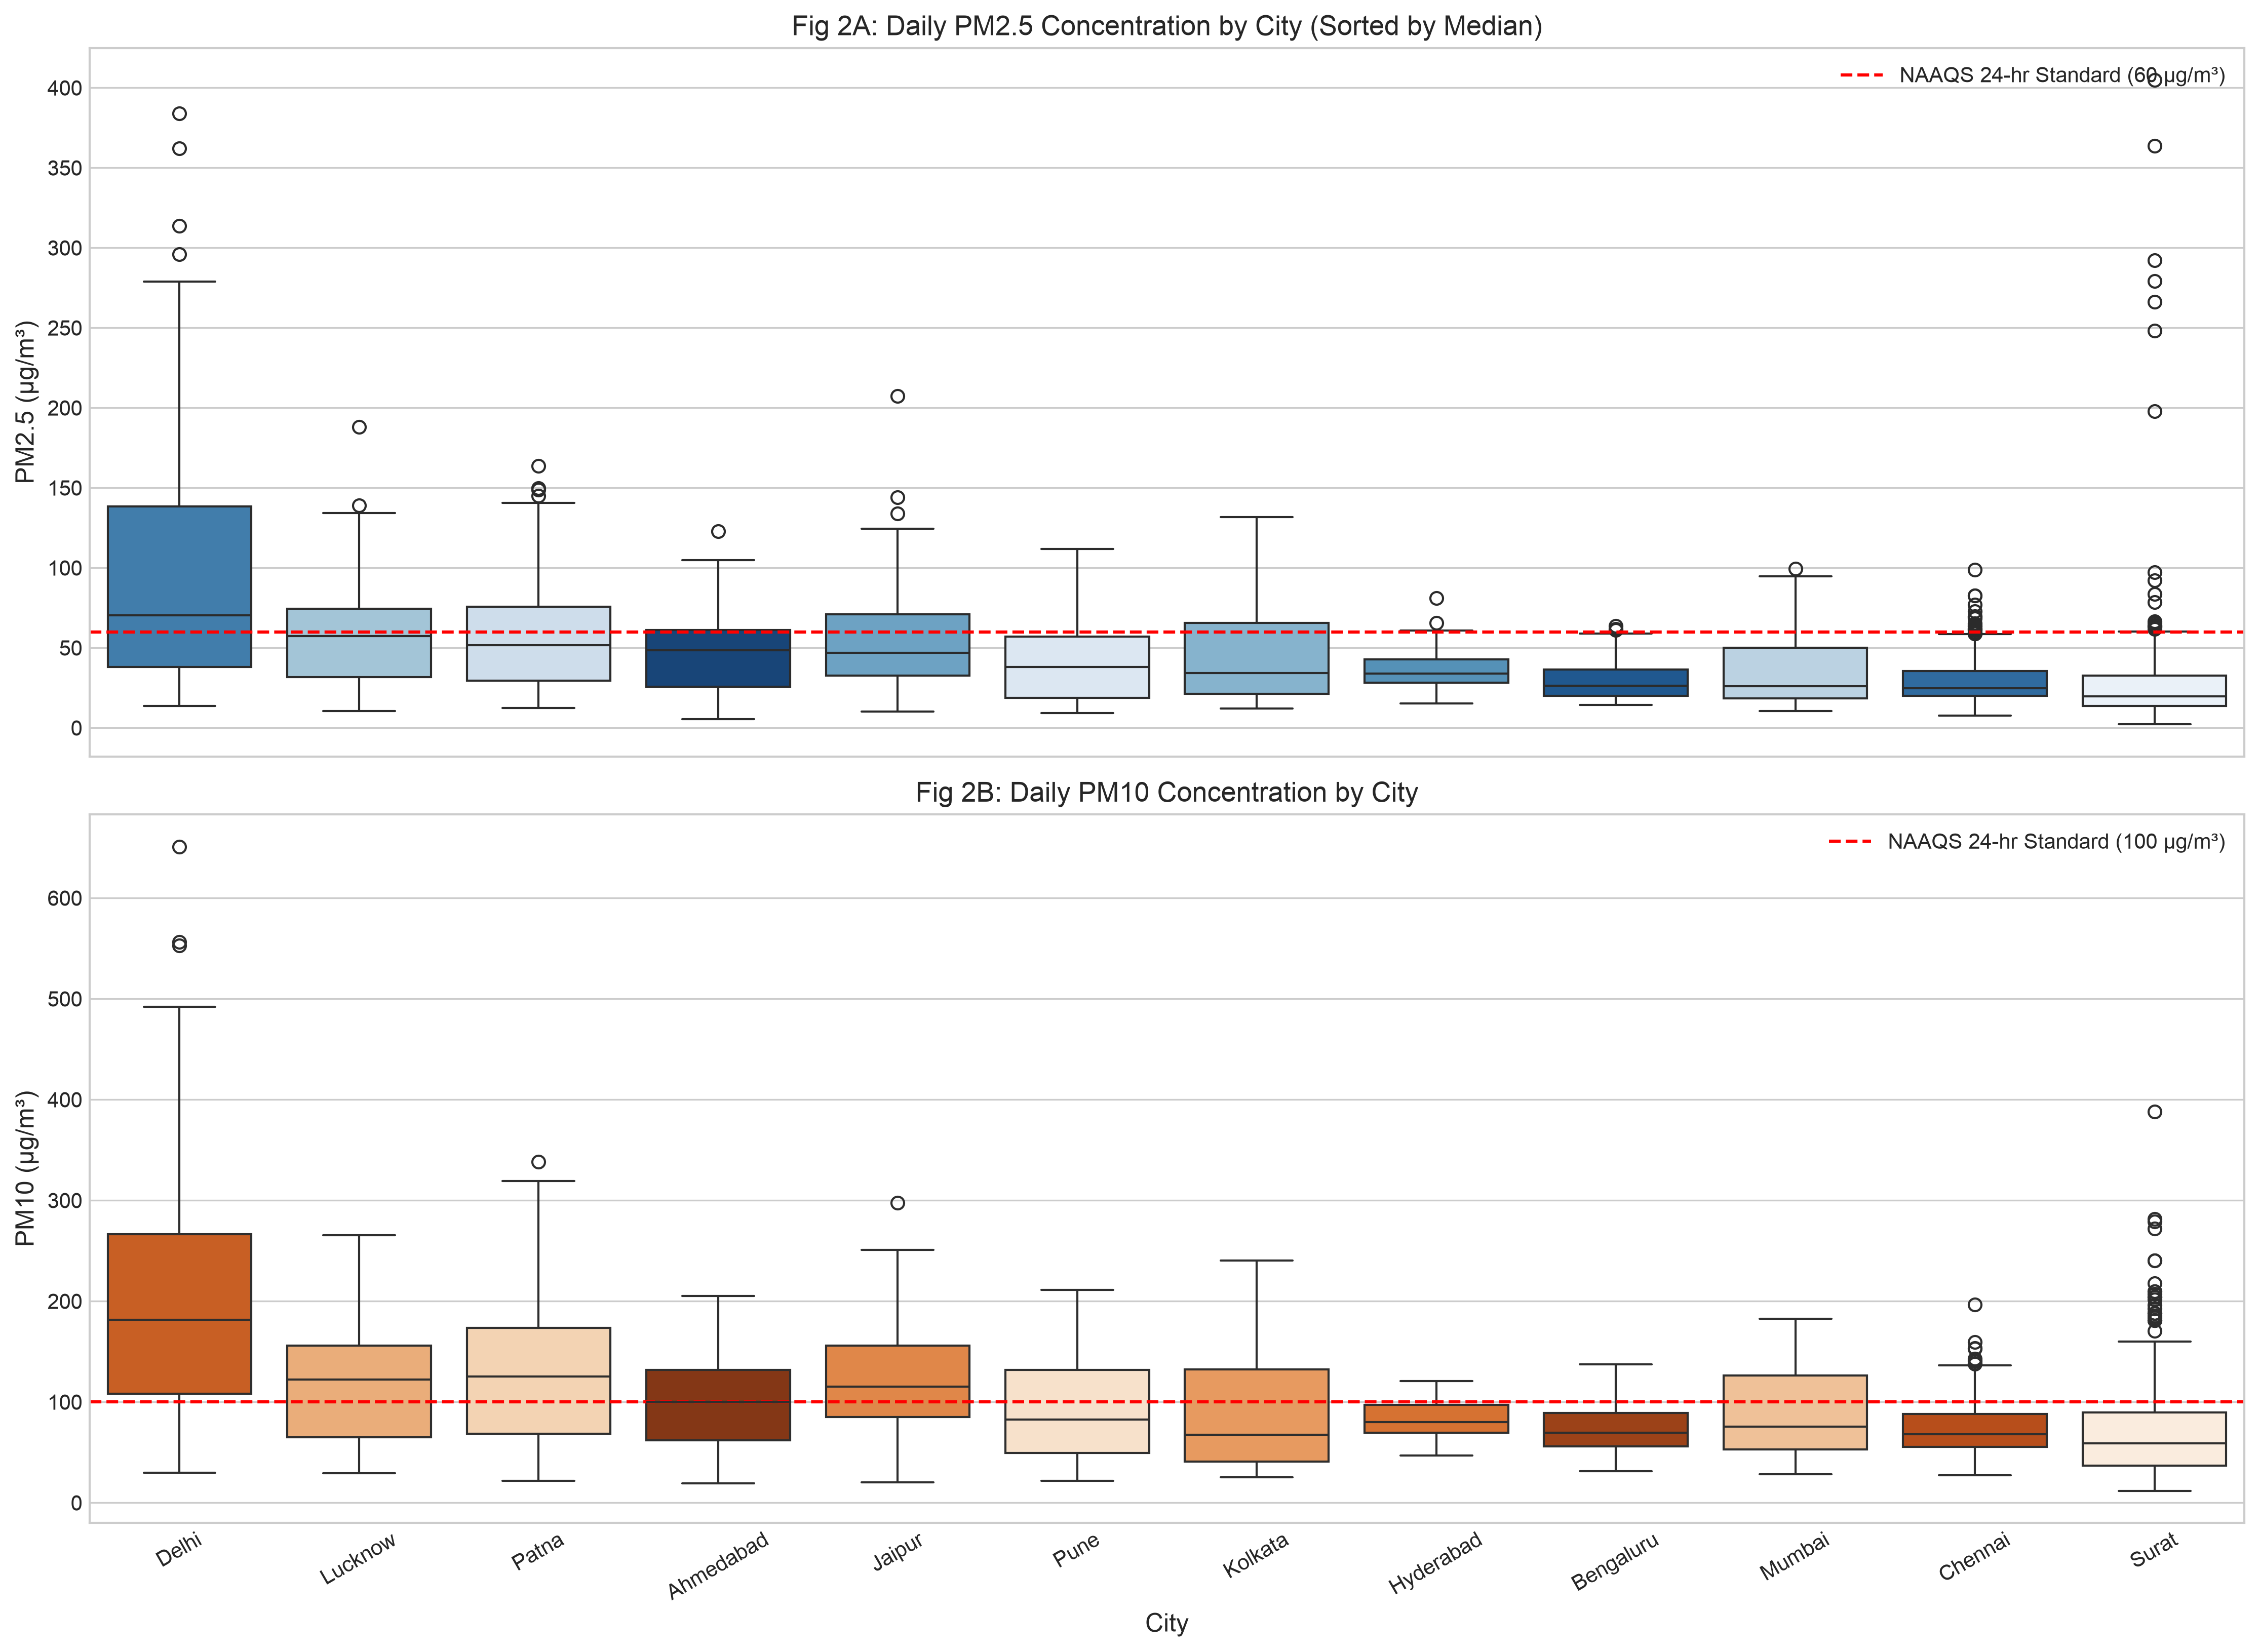 Fig 2A: Daily PM2.5 Concentration by City (Sorted by Median)
NAAQS 24-hr Standard (60 µg/m³)
PM2.5 (µg/m³)
400
350
300
250
200
150
100
50
0
Fig 2B: Daily PM10 Concentration by City
NAAQS 24-hr Standard (100 µg/m³)
PM10 (µg/m³)
600
500
400
300
200
100
0
Delhi
Lucknow
Patna
Ahmedabad
Jaipur
Pune
Kolkata
Hyderabad
Bengaluru
Mumbai
Chennai
Surat
City